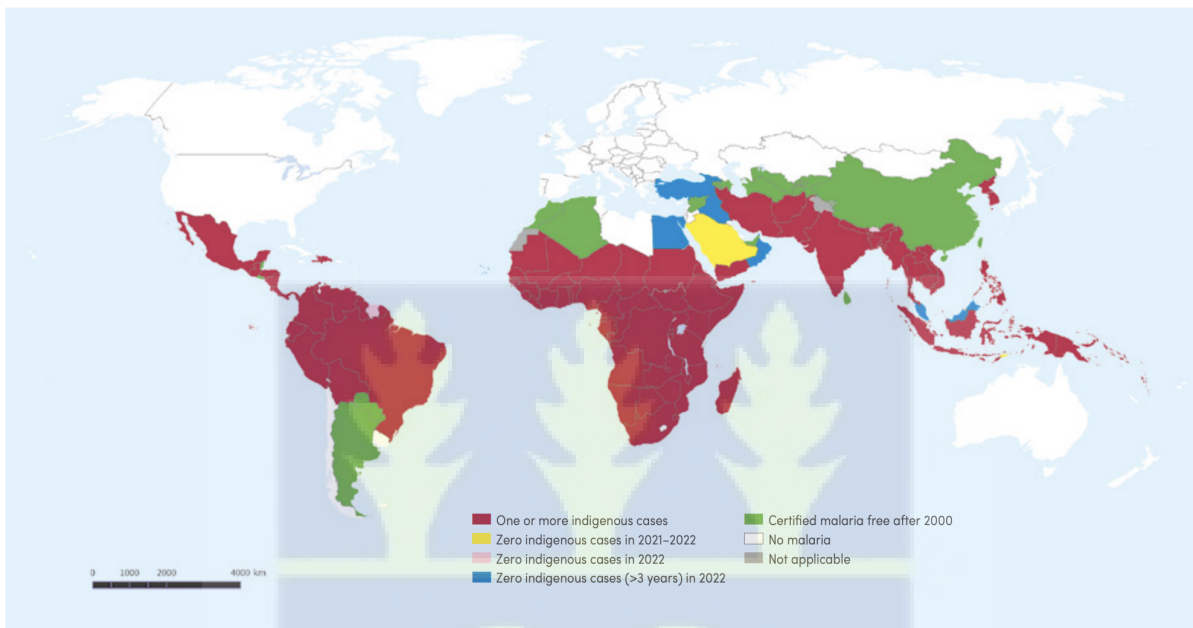 One or more indigenous cases
Zero indigenous cases in 2021–2022
Zero indigenous cases in 2022
Zero indigenous cases (>3 years) in 2022
Certified malaria free after 2000
No malaria
Not applicable
0 1000 2000 4000 km